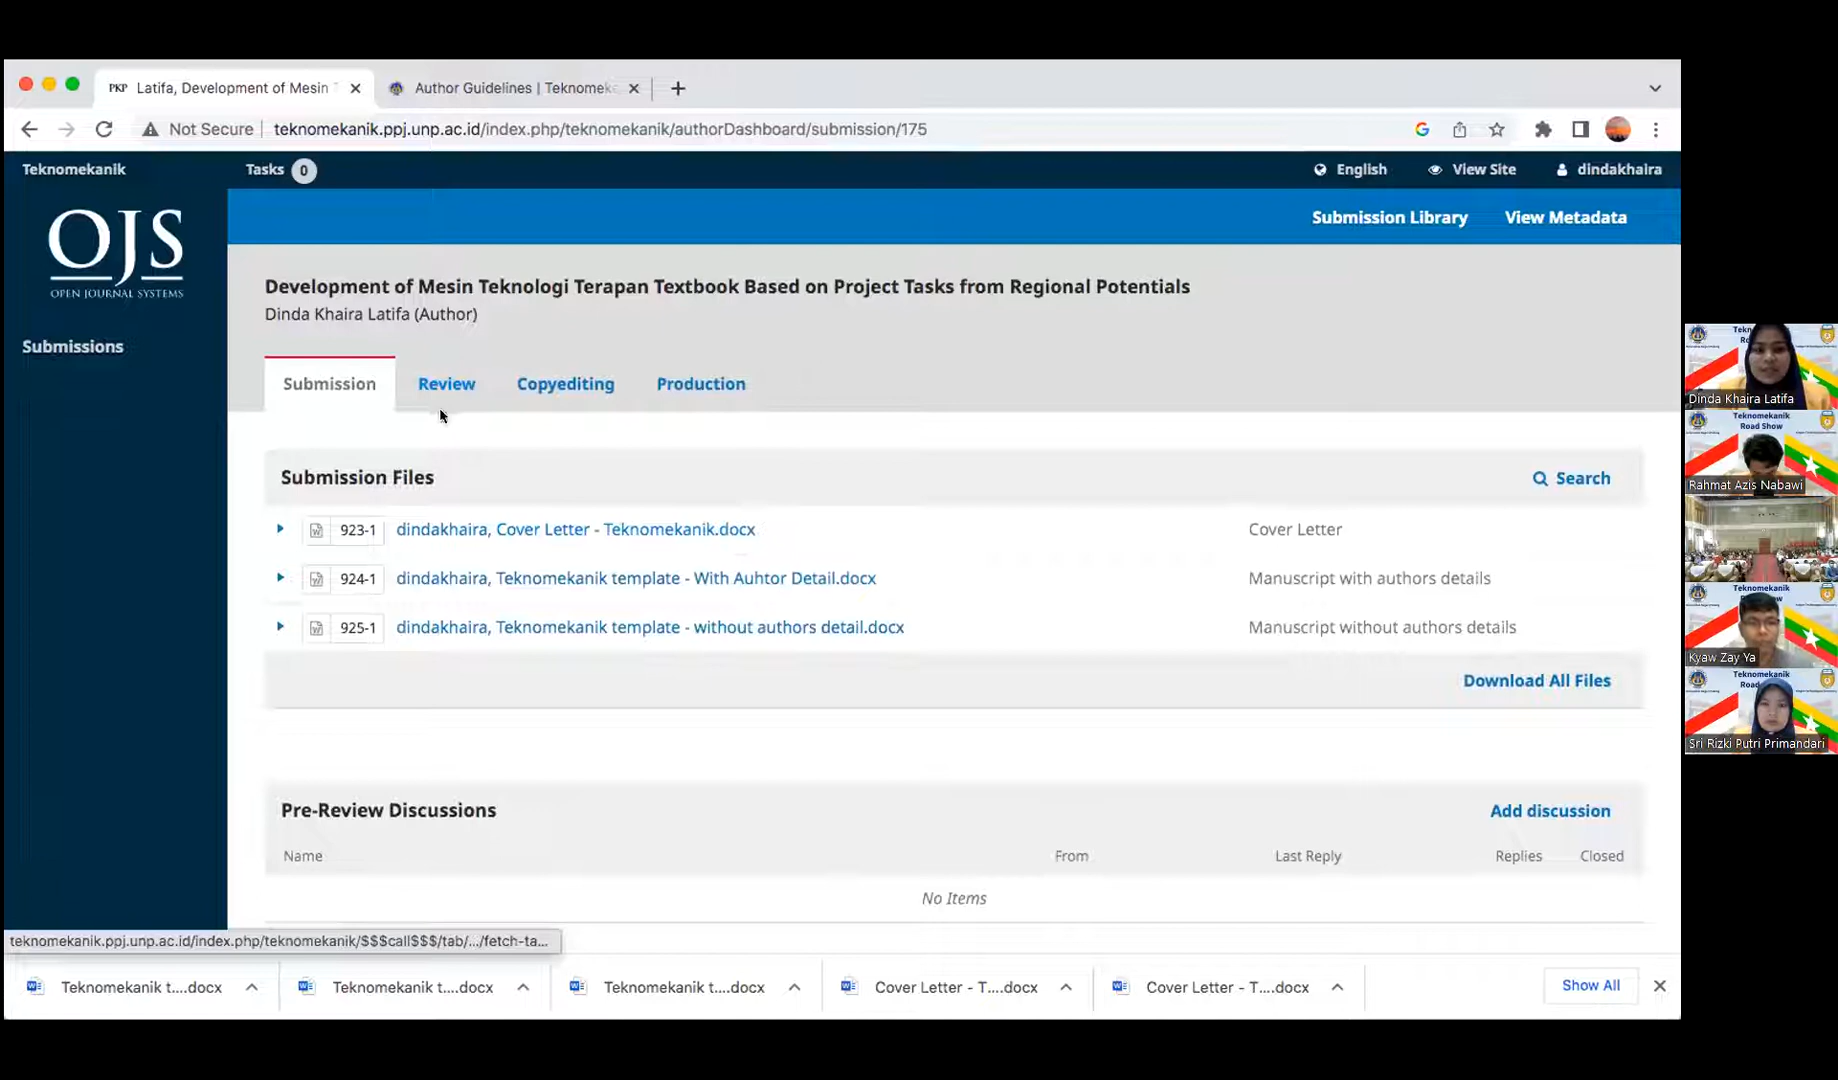 PKP Latifa, Development of Mesin T
Author Guidelines | Teknomeka
Not Secure
teknomekanik.ppj.unp.ac.id/index.php/teknomekanik/authorDashboard/submission/175
Teknomekanik
Tasks 0
English
View Site
dindakhaira
OJS
OPEN JOURNAL SYSTEMS
Submissions
Submission Library
View Metadata
Development of Mesin Teknologi Terapan Textbook Based on Project Tasks from Regional Potentials
Dinda Khaira Latifa (Author)
Submission
Review
Copyediting
Production
Submission Files
Search
923-1 dindakhaira, Cover Letter - Teknomekanik.docx Cover Letter
924-1 dindakhaira, Teknomekanik template - With Auhtor Detail.docx Manuscript with authors details
925-1 dindakhaira, Teknomekanik template - without authors detail.docx Manuscript without authors details
Download All Files
Pre-Review Discussions
Add discussion
Name From Last Reply Replies Closed
No Items
teknomekanik.ppj.unp.ac.id/index.php/teknomekanik/$$$call$$$/tab/.../fetch-ta...
Teknomekanik t....docx
Teknomekanik t....docx
Teknomekanik t....docx
Cover Letter - T....docx
Cover Letter - T....docx
Show All
Dinda Khaira Latifa
Teknomekanik
Road Show
Rahmat Azis Nabawi
Kyaw Zay Ya
Teknomekanik
Sri Rizki Putri Primandari